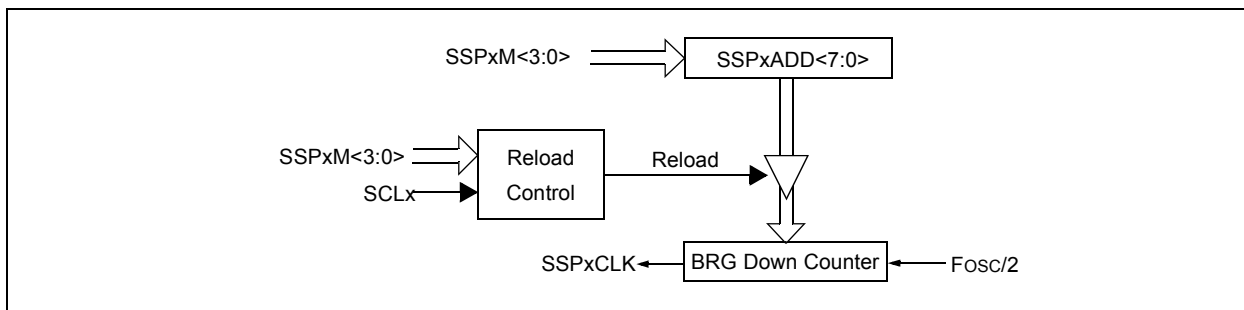 SSPxM<3:0>
SSPxADD<7:0>
SSPxM<3:0>
SCLx
Reload
Control
Reload
SSPxCLK
BRG Down Counter
FOSC/2